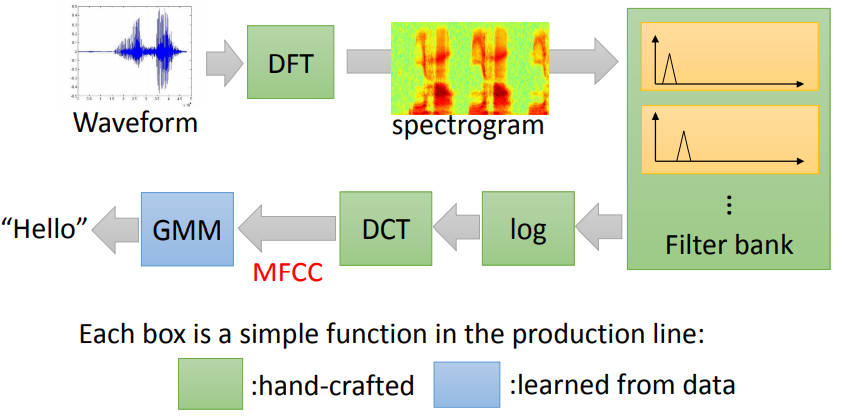 Waveform
DFT
spectrogram
Filter bank
⋮
log
DCT
MFCC
GMM
“Hello”
Each box is a simple function in the production line:
:hand-crafted
:learned from data